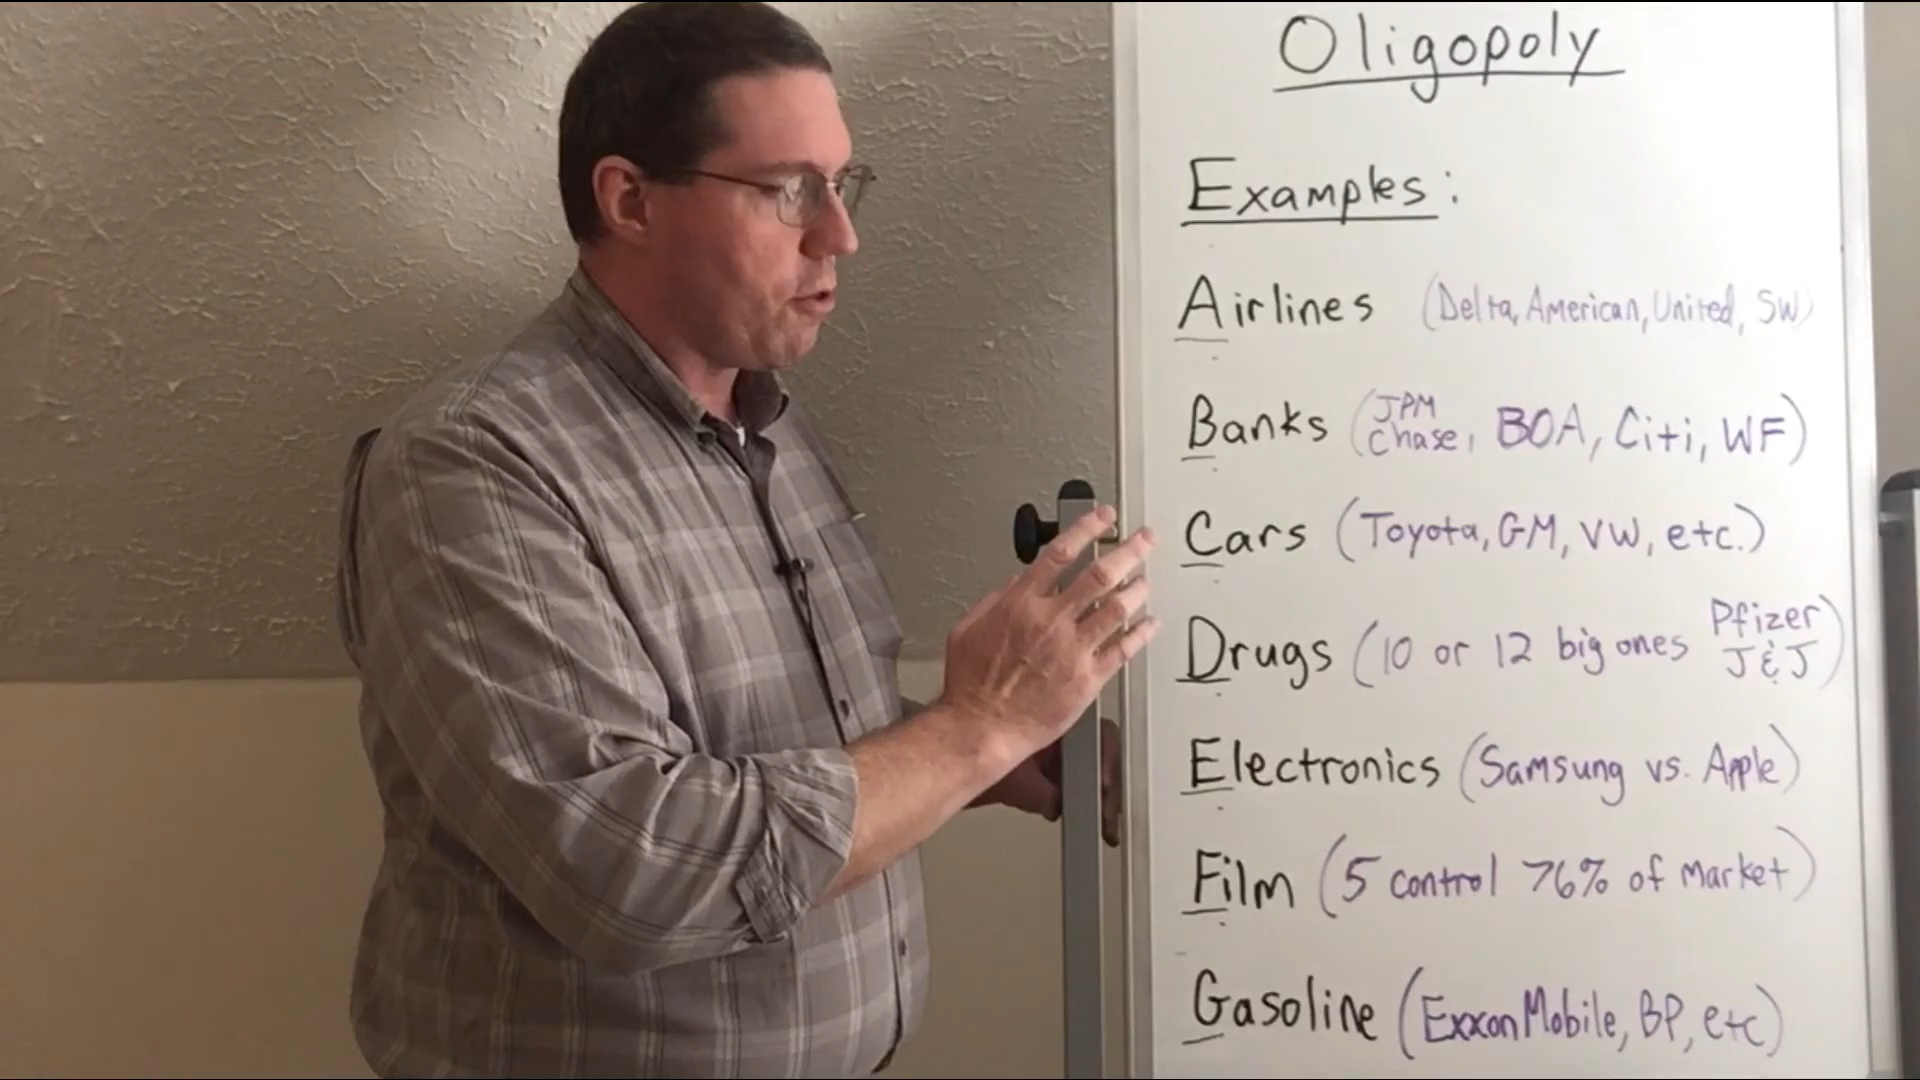 Oligopoly
Examples:
Airlines (Delta, American, United, SW)
Banks (JPM Chase, BOA, Citi, WF)
Cars (Toyota, GM, VW, etc.)
Drugs (10 or 12 big ones Pfizer J & J)
Electronics (Samsung vs. Apple)
Film (5 control 76% of market)
Gasoline (ExxonMobile, BP, etc)